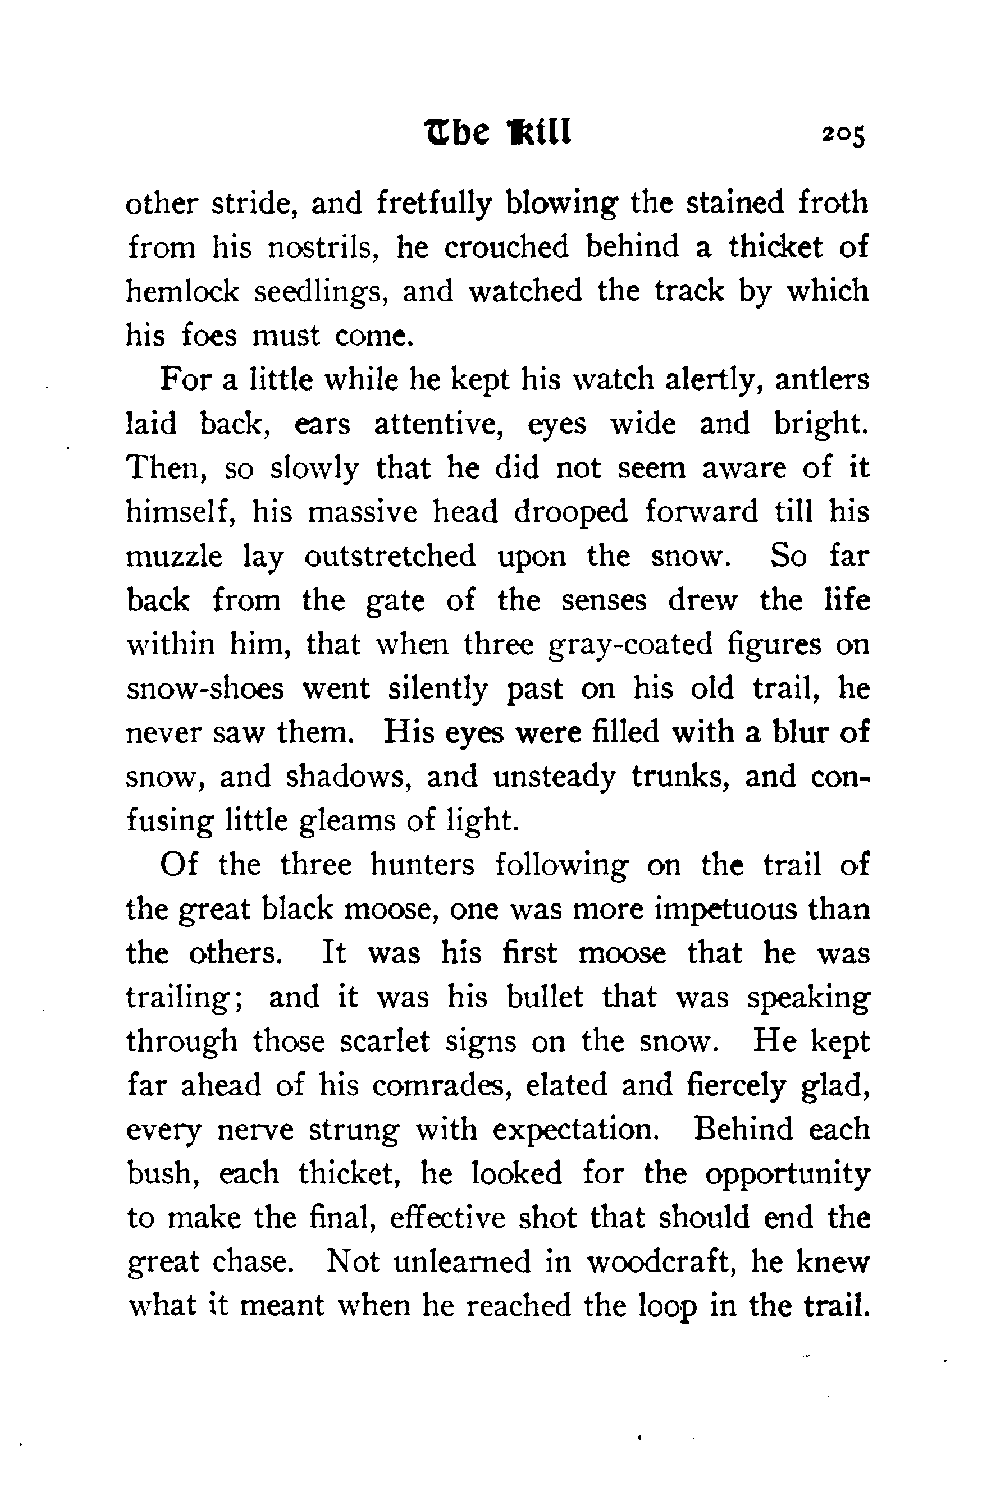 The Kill 205
other stride, and fretfully blowing the stained froth
from his nostrils, he crouched behind a thicket of
hemlock seedlings, and watched the track by which
his foes must come.
For a little while he kept his watch alertly, antlers
laid back, ears attentive, eyes wide and bright.
Then, so slowly that he did not seem aware of it
himself, his massive head drooped forward till his
muzzle lay outstretched upon the snow. So far
back from the gate of the senses drew the life
within him, that when three gray-coated figures on
snow-shoes went silently past on his old trail, he
never saw them. His eyes were filled with a blur of
snow, and shadows, and unsteady trunks, and con-
fusing little gleams of light.
Of the three hunters following on the trail of
the great black moose, one was more impetuous than
the others. It was his first moose that he was
trailing; and it was his bullet that was speaking
through those scarlet signs on the snow. He kept
far ahead of his comrades, elated and fiercely glad,
every nerve strung with expectation. Behind each
bush, each thicket, he looked for the opportunity
to make the final, effective shot that should end the
great chase. Not unlearned in woodcraft, he knew
what it meant when he reached the loop in the trail.